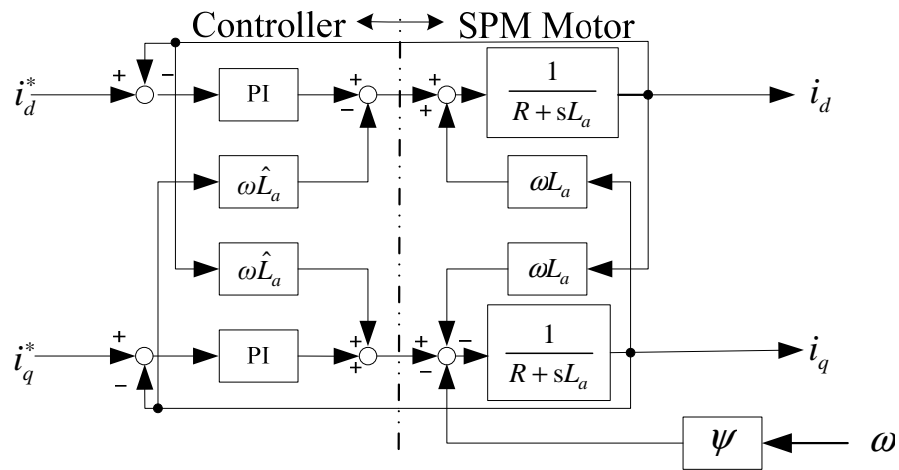 Controller SPM Motor
i_d^* + − PI + − + + 1 / (R + sL_a) i_d
ωL̂_a ωL_a
ωL̂_a ωL_a
i_q^* + − PI + + + − − 1 / (R + sL_a) i_q
ψ ω